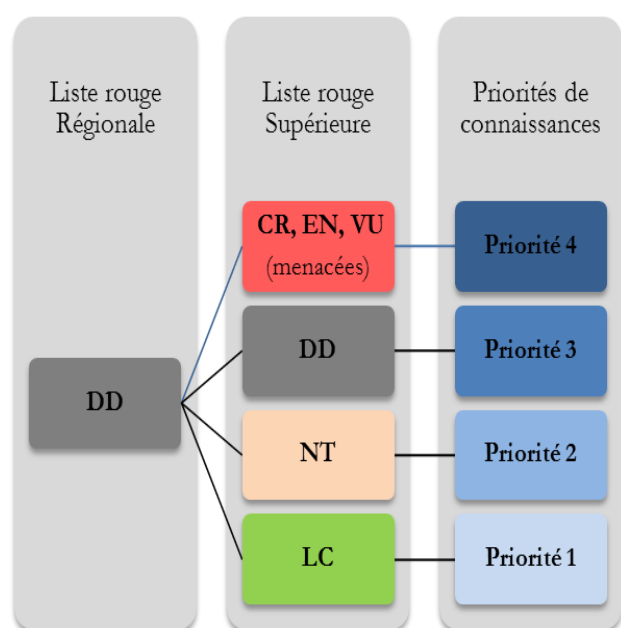 Liste rouge
Régionale
Liste rouge
Supérieure
Priorités de
connaissances
DD
CR, EN, VU
(menacées)
Priorité 4
DD
Priorité 3
NT
Priorité 2
LC
Priorité 1